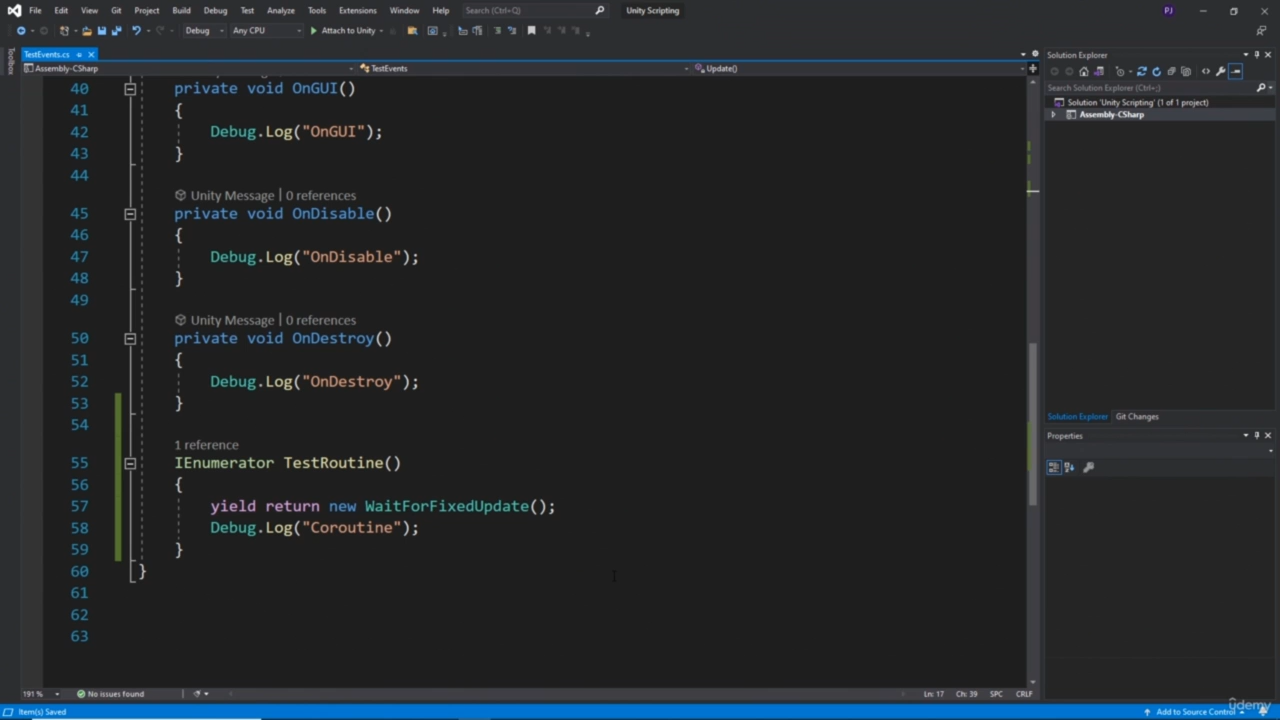 File Edit View Git Project Build Debug Test Analyze Tools Extensions Window Help Search (Ctrl+Q) Unity Scripting PJ
Debug Any CPU Attach to Unity
Toolbox
TestEvents.cs
Assembly-CSharp TestEvents Update()
40 private void OnGUI()
41 {
42 Debug.Log("OnGUI");
43 }
44
Unity Message | 0 references
45 private void OnDisable()
46 {
47 Debug.Log("OnDisable");
48 }
49
Unity Message | 0 references
50 private void OnDestroy()
51 {
52 Debug.Log("OnDestroy");
53 }
54
1 reference
55 IEnumerator TestRoutine()
56 {
57 yield return new WaitForFixedUpdate();
58 Debug.Log("Coroutine");
59 }
60 }
61
62
63
Solution Explorer
Search Solution Explorer (Ctrl+;)
Solution 'Unity Scripting' (1 of 1 project)
Assembly-CSharp
Solution Explorer Git Changes
Properties
191 % No issues found Ln: 17 Ch: 39 SPC CRLF
Item(s) Saved Add to Source Control
udemy